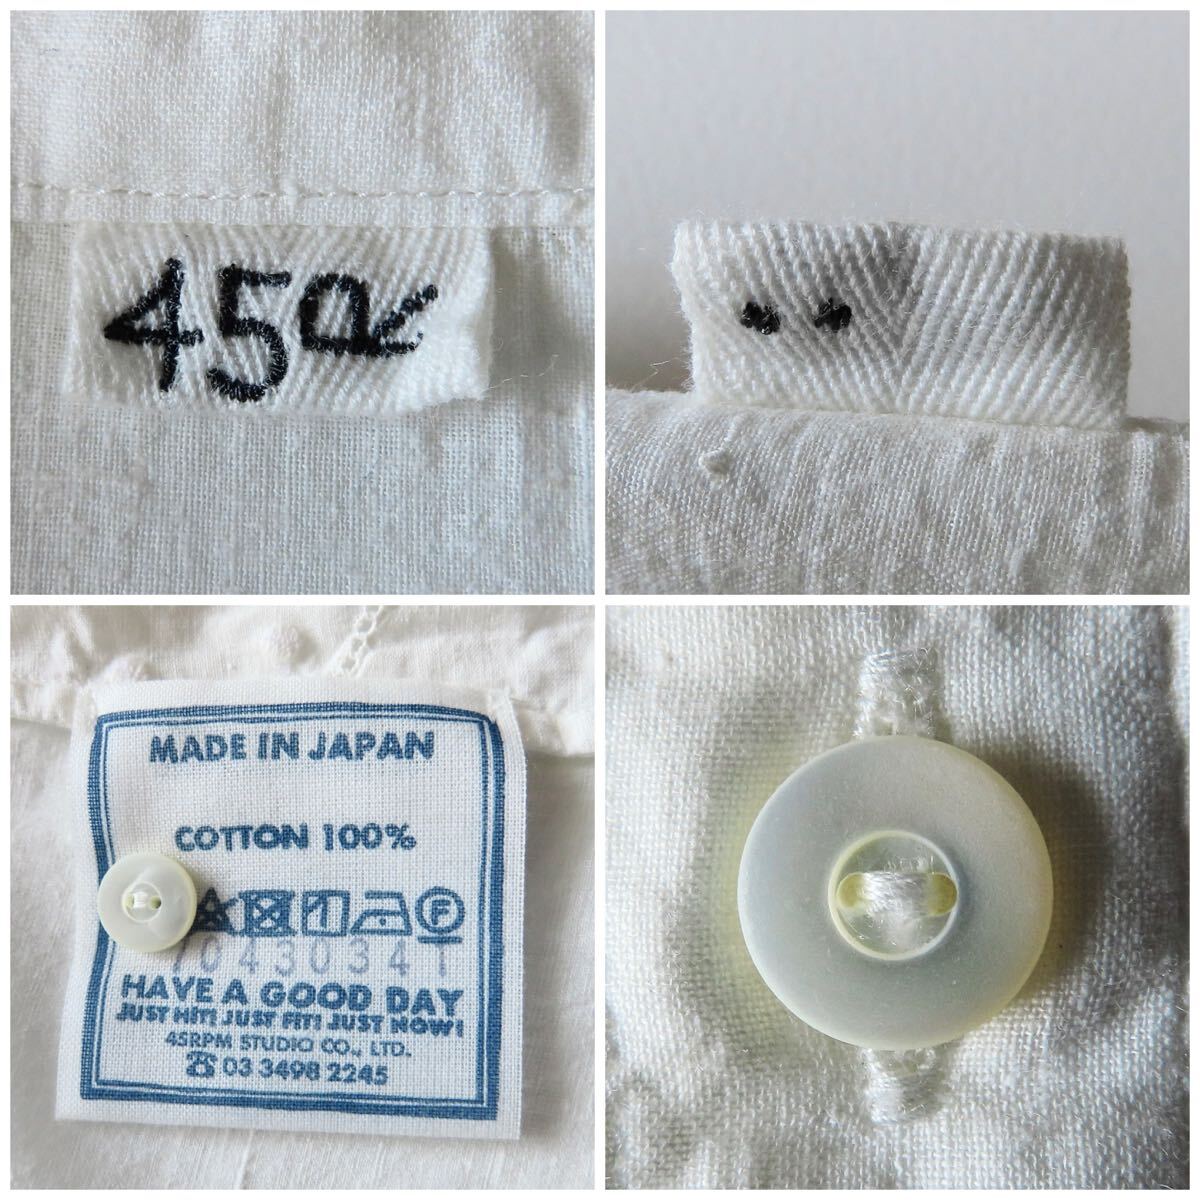 45R
MADE IN JAPAN
COTTON 100%
F
HAVE A GOOD DAY
JUST HIT! JUST FIT! JUST NOW!
45RPM STUDIO CO., LTD.
☎ 03 3498 2245